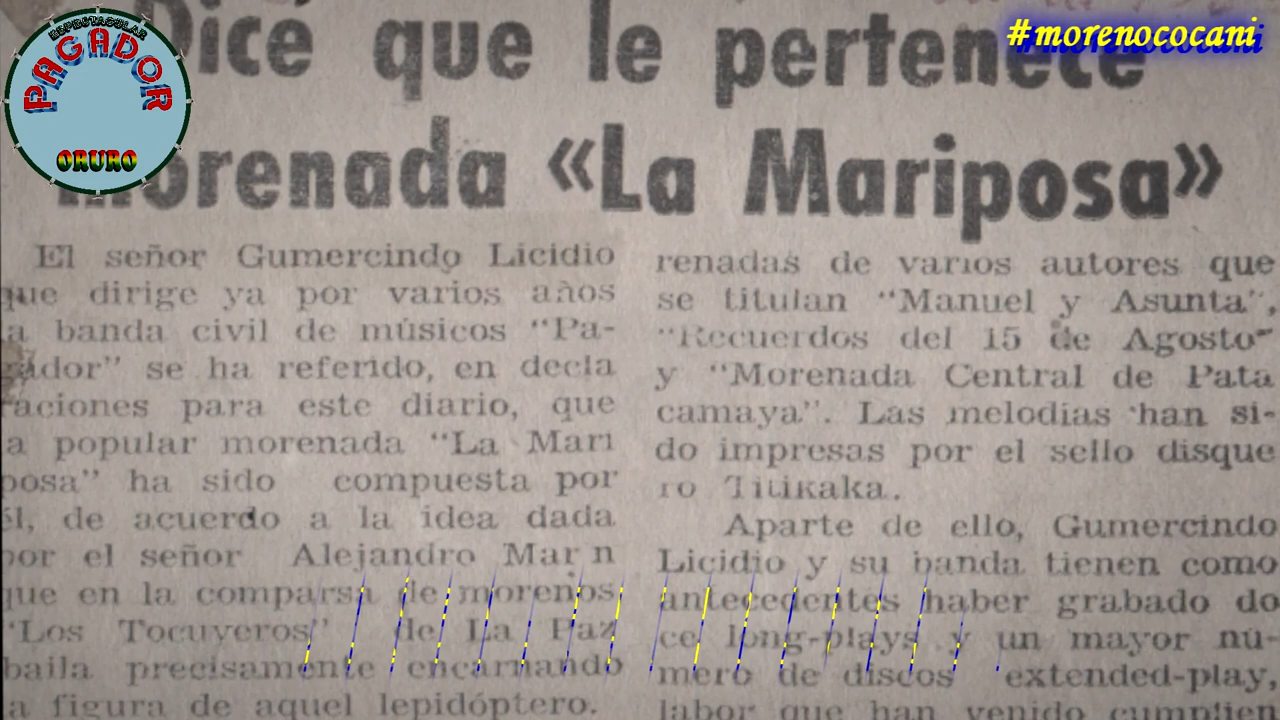 ESPECTACULAR
PAGADOR
ORURO
#morenococani
Dice que le pertenece
Morenada «La Mariposa»
El señor Gumercindo Licidio
que dirige ya por varios años
a banda civil de músicos "Pa-
gador" se ha referido, en decla
raciones para este diario, que
a popular morenada "La Mari
posa" ha sido compuesta por
él, de acuerdo a la idea dada
por el señor Alejandro Mar n
que en la comparsa de morenos
"Los Tocuyeros" de La Paz
baila precisamente encarnando
a figura de aquel lepidóptero.
renadas de varios autores que
se titulan "Manuel y Asunta",
"Recuerdos del 15 de Agosto"
y "Morenada Central de Pata
camaya". Las melodías han si-
do impresas por el sello disque
ro Titikaka.
Aparte de ello, Gumercindo
Licidio y su banda tienen como
antecedentes haber grabado do
ce long-plays y un mayor nú-
mero de discos extended-play,
labor que han venido cumplien